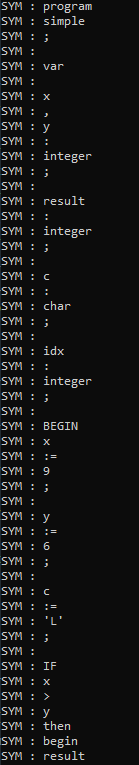 SYM : program
SYM : simple
SYM : ;
SYM :
SYM : var
SYM :
SYM : x
SYM : ,
SYM : y
SYM : :
SYM : integer
SYM : ;
SYM :
SYM : result
SYM : :
SYM : integer
SYM : ;
SYM :
SYM : c
SYM : :
SYM : char
SYM : ;
SYM :
SYM : idx
SYM : :
SYM : integer
SYM : ;
SYM :
SYM : BEGIN
SYM : x
SYM : :=
SYM : 9
SYM : ;
SYM :
SYM : y
SYM : :=
SYM : 6
SYM : ;
SYM :
SYM : c
SYM : :=
SYM : 'L'
SYM : ;
SYM :
SYM : IF
SYM : x
SYM : >
SYM : y
SYM : then
SYM : begin
SYM : result